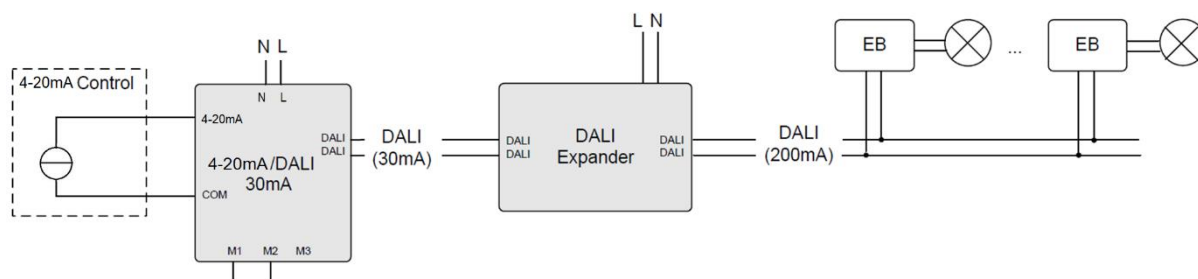 4-20mA Control
N L
N L
4-20mA
4-20mA/DALI
30mA
COM
M1 M2 M3
DALI
DALI
DALI
(30mA)
L N
DALI
DALI
DALI
Expander
DALI
DALI
DALI
(200mA)
EB
...
EB